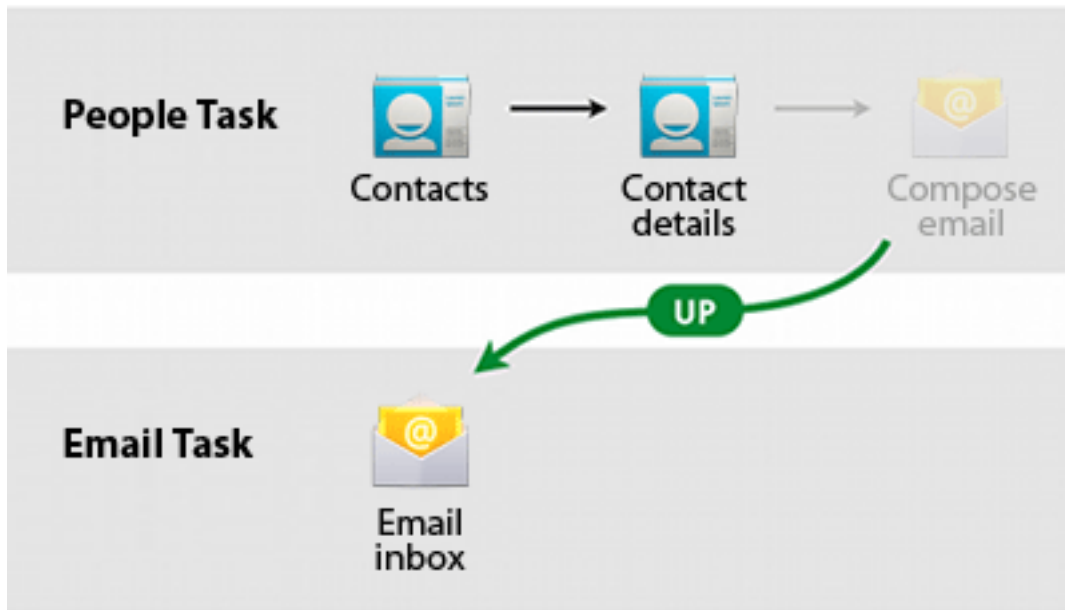 People Task
Contacts
Contact
details
Compose
email
UP
Email Task
Email
inbox